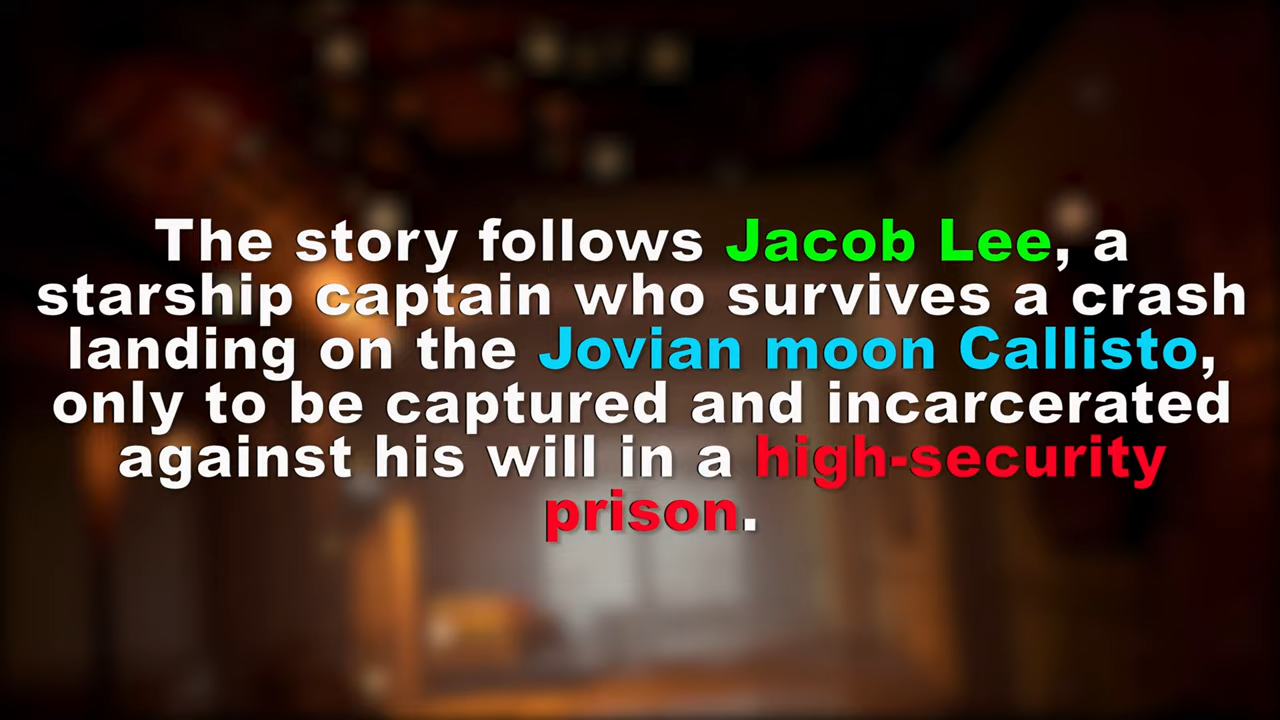 The story follows Jacob Lee, a
starship captain who survives a crash
landing on the Jovian moon Callisto,
only to be captured and incarcerated
against his will in a high-security
prison.